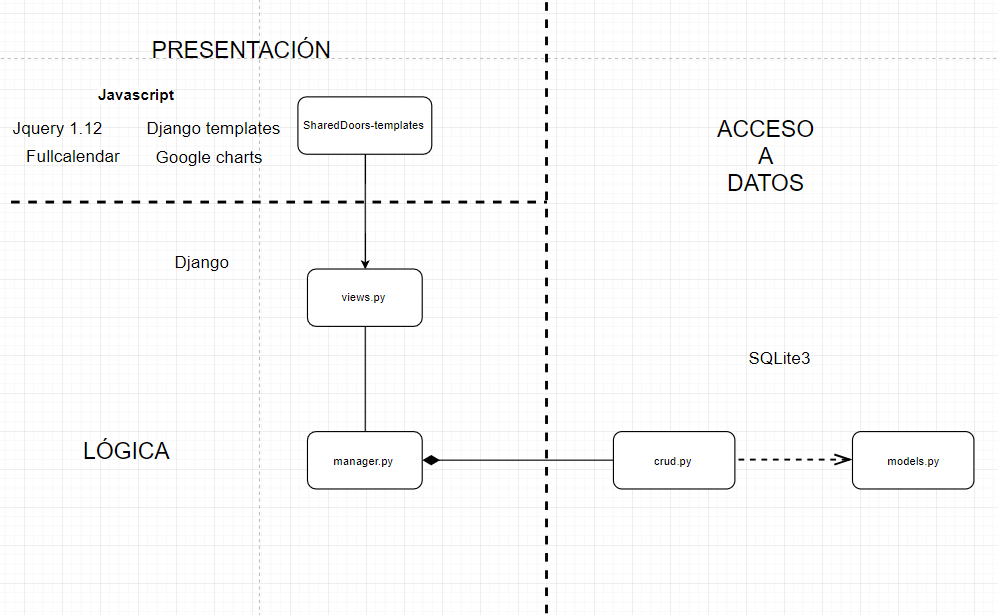 PRESENTACIÓN
Javascript
Jquery 1.12
Django templates
Fullcalendar
Google charts
SharedDoors-templates
ACCESO
A
DATOS
Django
views.py
SQLite3
LÓGICA
manager.py
crud.py
models.py